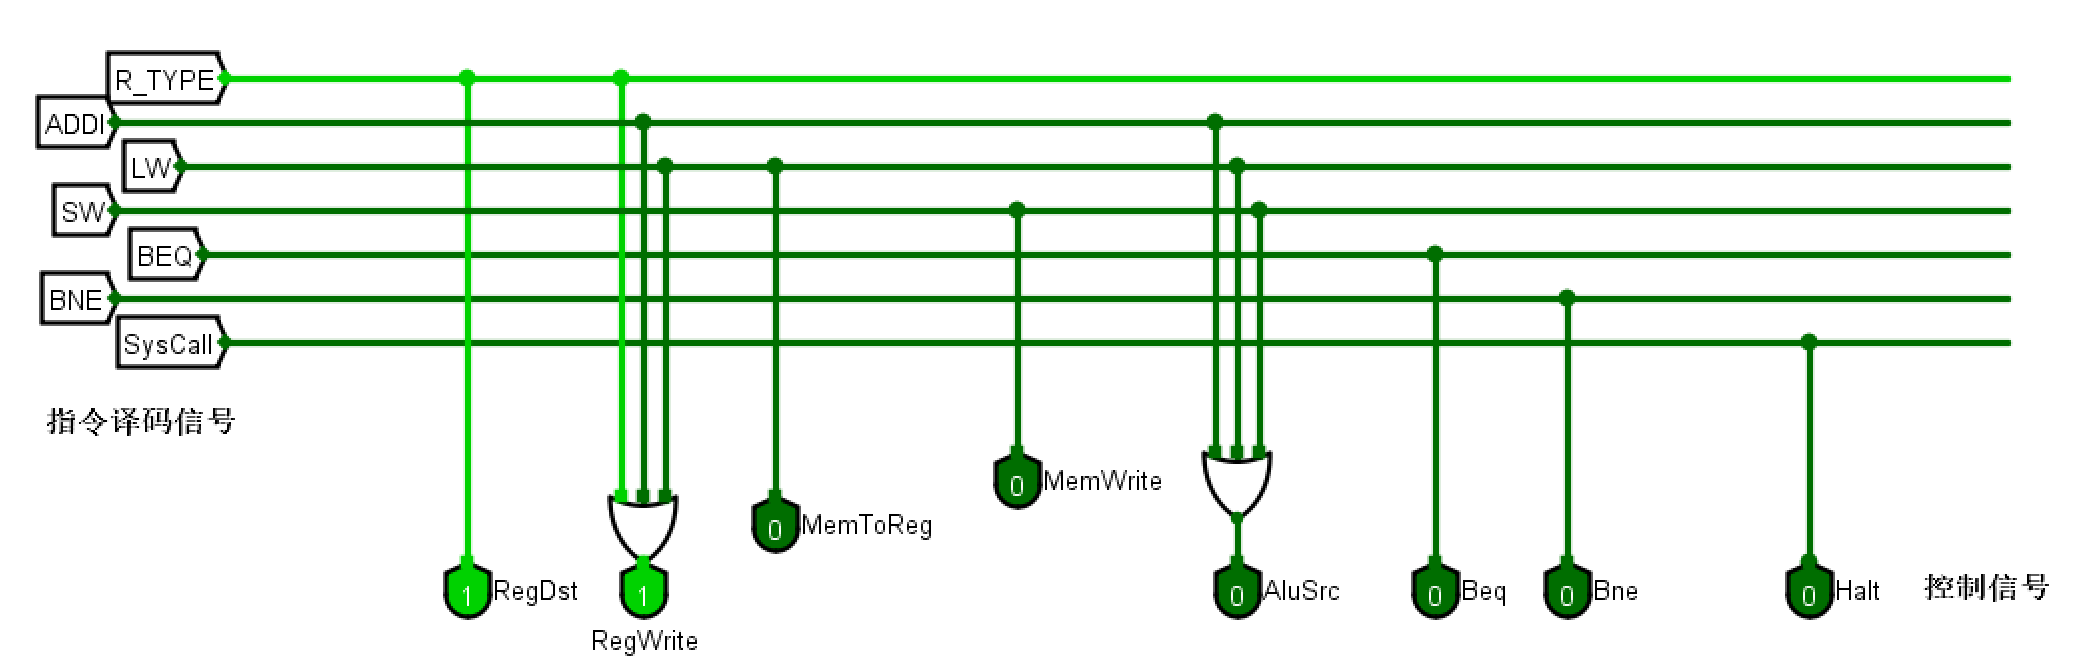 R_TYPE
ADDI
LW
SW
BEQ
BNE
SysCall
指令译码信号
0 MemWrite
0 MemToReg
1 RegDst
1
RegWrite
0 AluSrc
0 Beq
0 Bne
0 Halt
控制信号